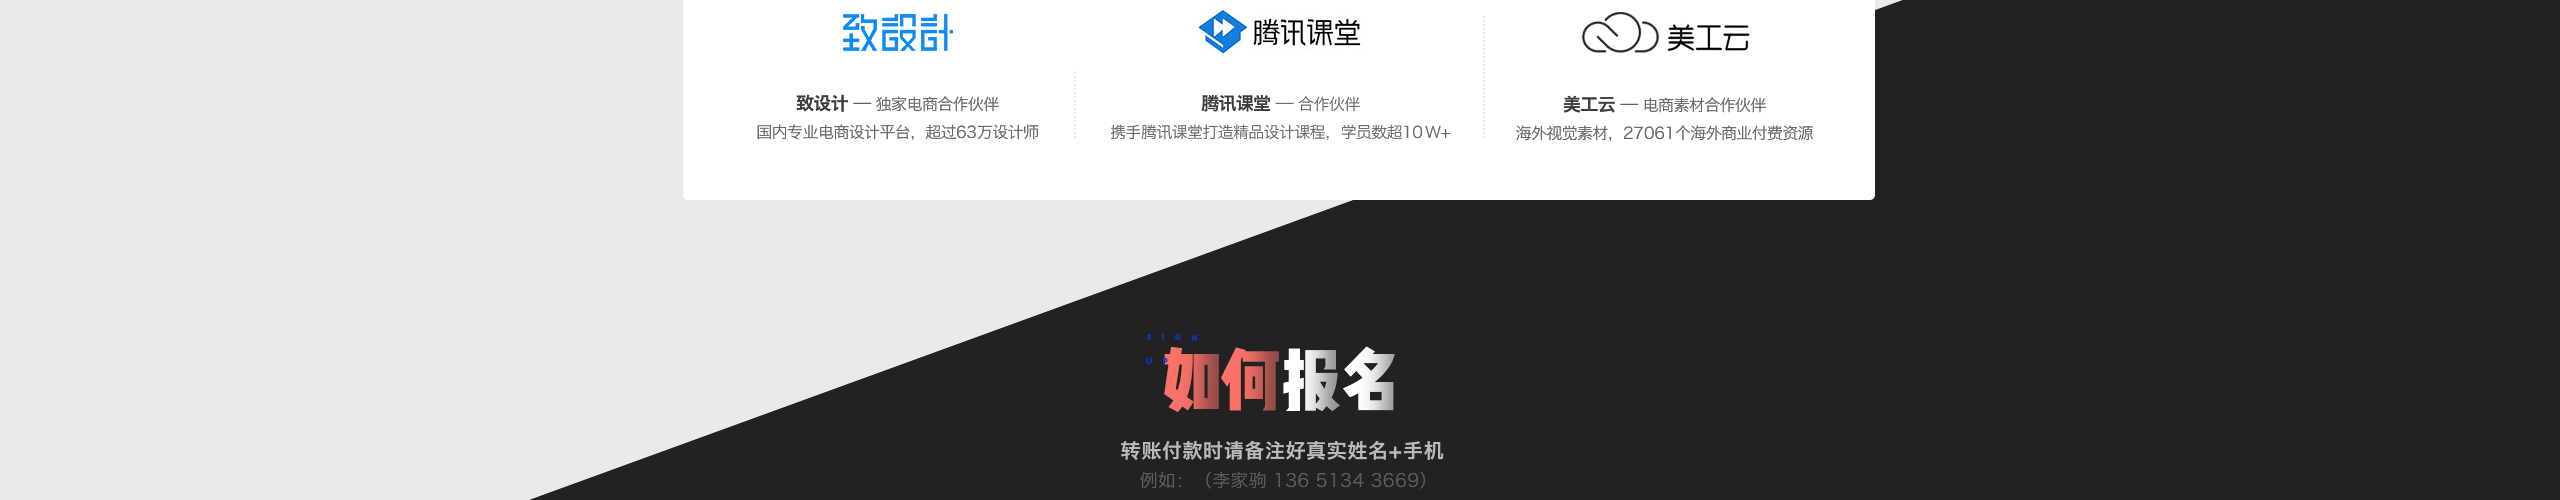 致設計
腾讯课堂
美工云
致设计 — 独家电商合作伙伴
国内专业电商设计平台，超过63万设计师
腾讯课堂 — 合作伙伴
携手腾讯课堂打造精品设计课程，学员数超10W+
美工云 — 电商素材合作伙伴
海外视觉素材，27061个海外商业付费资源
SIGH
UP
如何报名
转账付款时请备注好真实姓名+手机
例如：（李家驹 136 5134 3669）